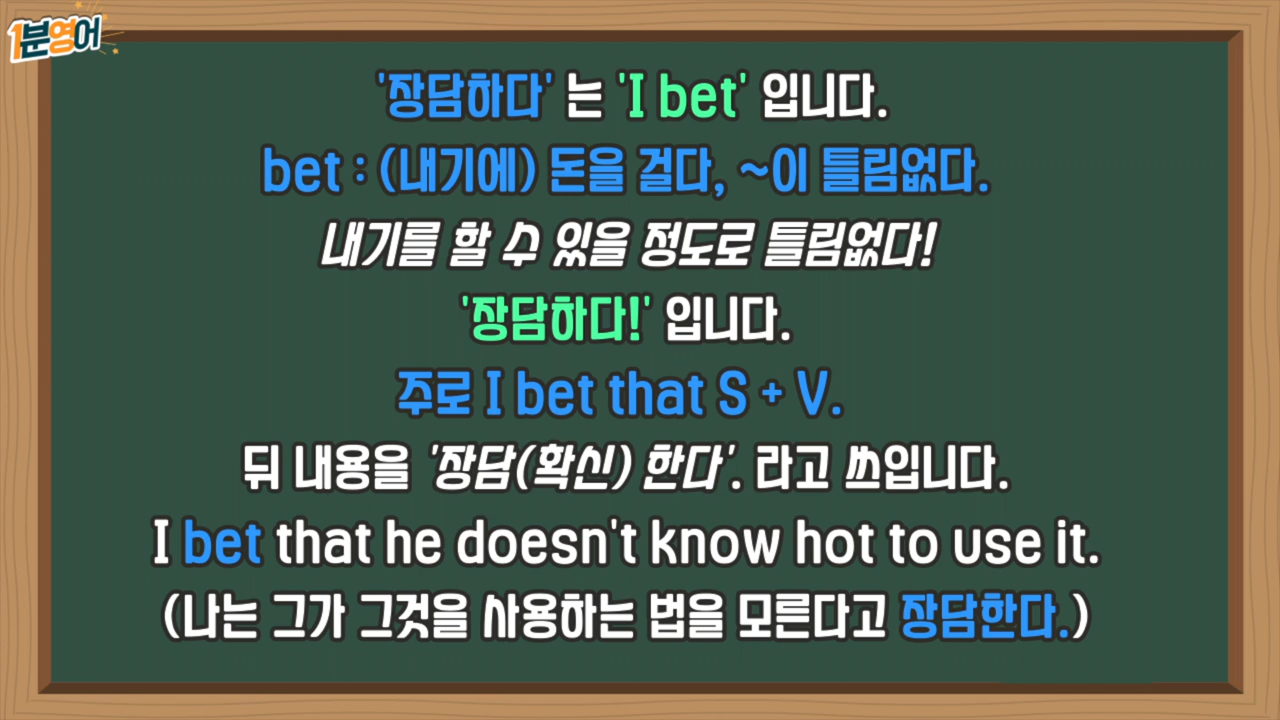 1분영어
'장담하다' 는 'I bet' 입니다.
bet : (내기에) 돈을 걸다, ~이 틀림없다.
내기를 할 수 있을 정도로 틀림없다!
'장담하다!' 입니다.
주로 I bet that S + V.
뒤 내용을 '장담(확신) 한다'. 라고 쓰입니다.
I bet that he doesn't know hot to use it.
(나는 그가 그것을 사용하는 법을 모른다고 장담한다.)